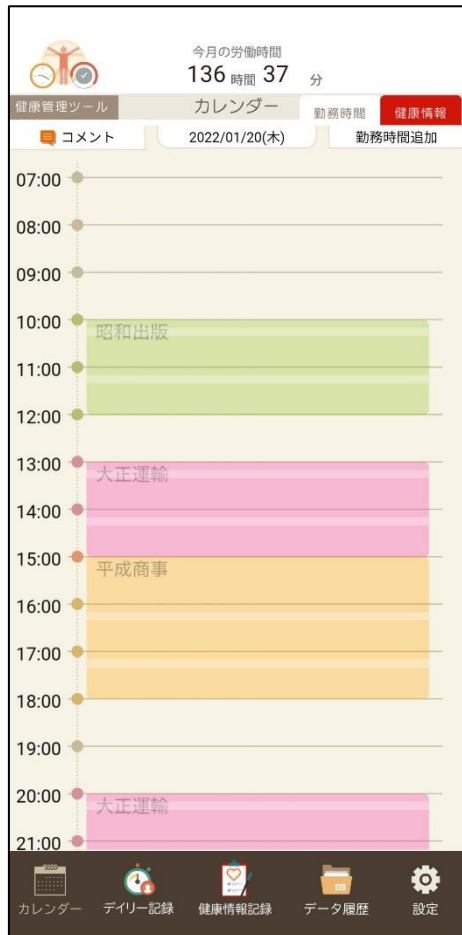 今月の労働時間
136 時間 37 分
健康管理ツール カレンダー 勤務時間 健康情報
コメント 2022/01/20(木) 勤務時間追加
07:00
08:00
09:00
10:00
昭和出版
11:00
12:00
13:00
大正運輸
14:00
15:00
平成商事
16:00
17:00
18:00
19:00
20:00
大正運輸
21:00
カレンダー デイリー記録 健康情報記録 データ履歴 設定